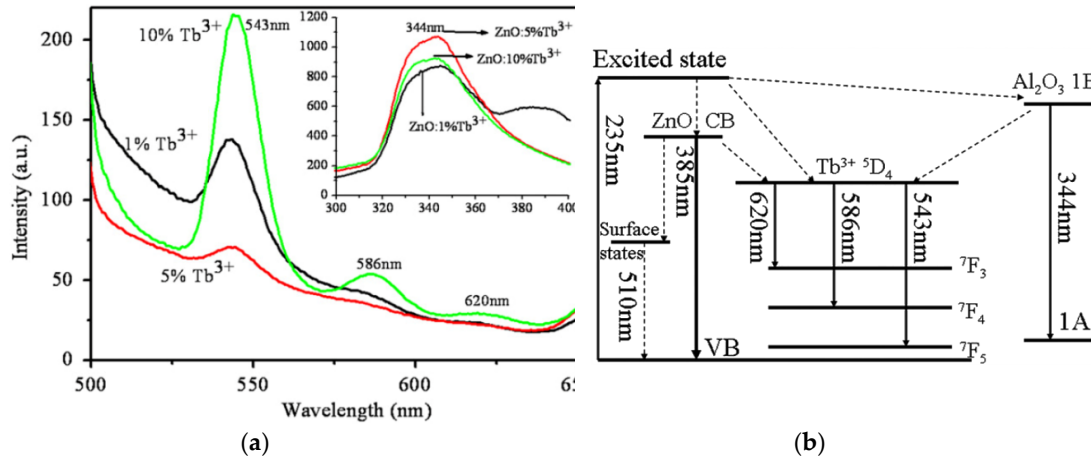 200
150
100
50
0
500
550
600
65
Intensity (a.u.)
Wavelength (nm)
10% Tb3+
543nm
1% Tb3+
5% Tb3+
586nm
620nm
1200
1000
800
600
400
200
0
300
320
340
360
380
400
344nm
ZnO:5%Tb3+
ZnO:10%Tb3+
ZnO:1%Tb3+
(a)
Excited state
235nm
ZnO CB
385nm
Surface
states
510nm
VB
Tb3+ 5D4
620nm
586nm
543nm
7F3
7F4
7F5
Al2O3 1B
344nm
1A
(b)